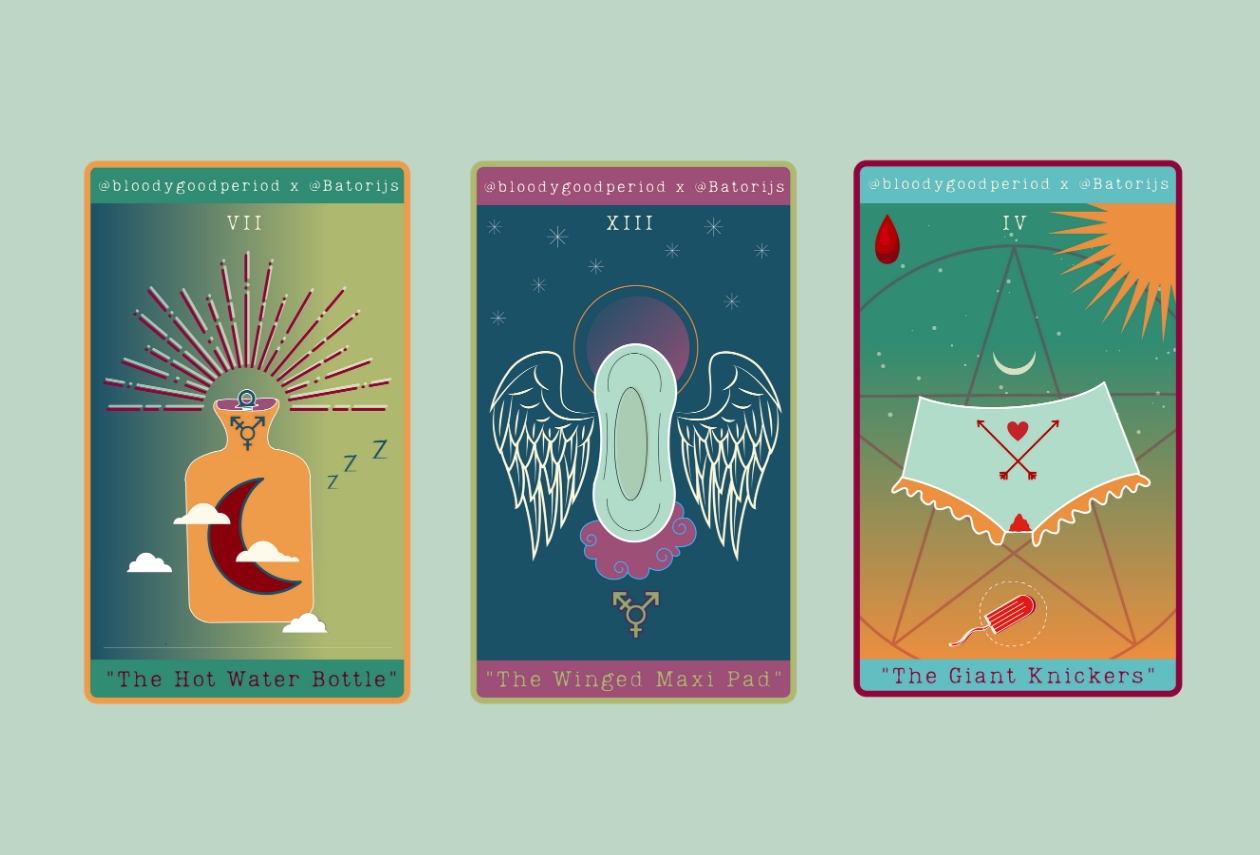 @bloodygoodperiod x @Batorijs
VII
z z Z
"The Hot Water Bottle"
@bloodygoodperiod x @Batorijs
XIII
"The Winged Maxi Pad"
@bloodygoodperiod x @Batorijs
IV
"The Giant Knickers"